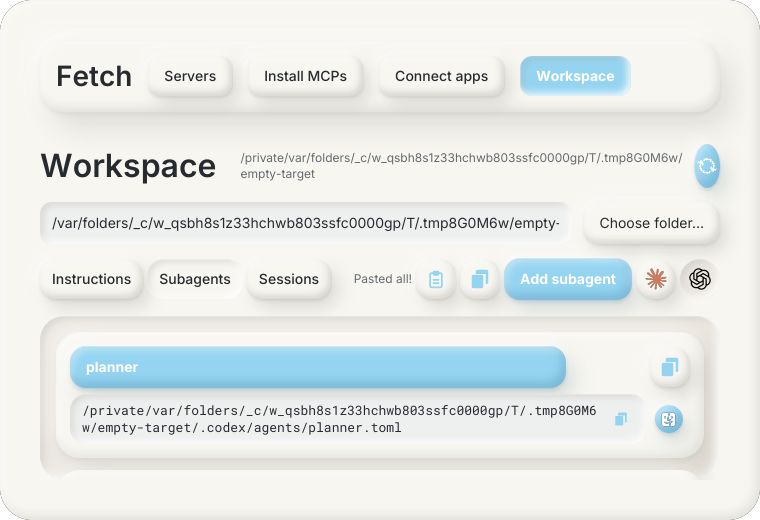 Fetch
Servers
Install MCPs
Connect apps
Workspace
Workspace
/private/var/folders/_c/w_qsbh8s1z33hchwb803ssfc0000gp/T/.tmp8G0M6w/
empty-target
/var/folders/_c/w_qsbh8s1z33hchwb803ssfc0000gp/T/.tmp8G0M6w/empty-
Choose folder...
Instructions
Subagents
Sessions
Pasted all!
Add subagent
planner
/private/var/folders/_c/w_qsbh8s1z33hchwb803ssfc0000gp/T/.tmp8G0M6
w/empty-target/.codex/agents/planner.toml